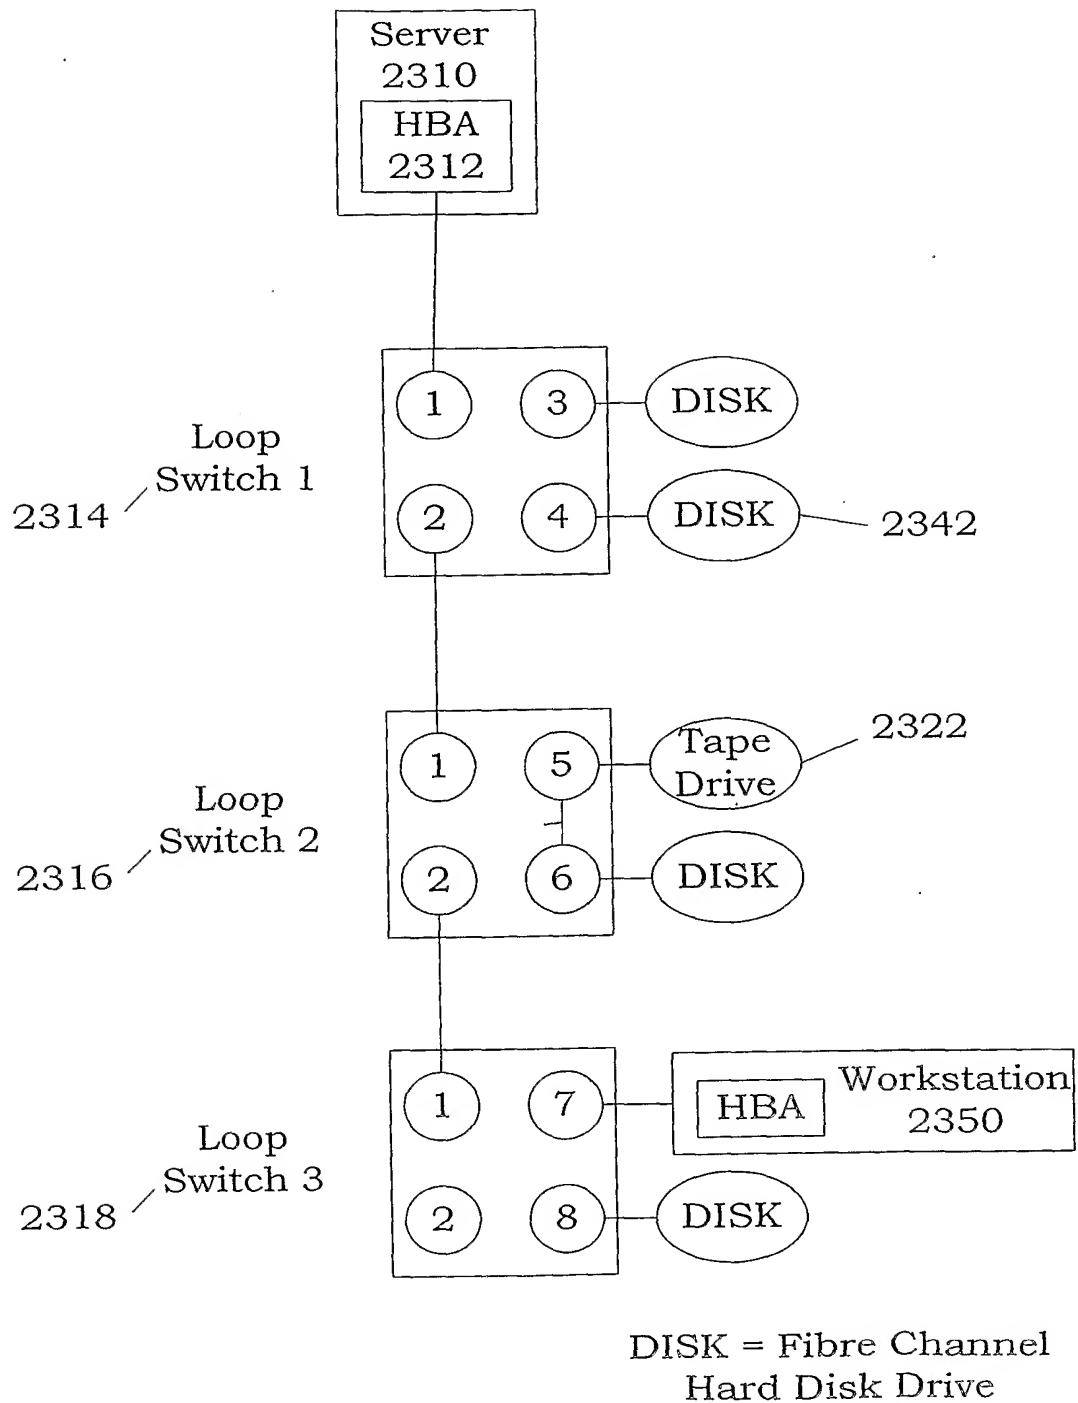 Server
2310
HBA
2312
1
3
DISK
Loop
Switch 1
2314
2
4
DISK
2342
1
5
Tape
Drive
2322
Loop
Switch 2
2316
2
6
DISK
1
7
HBA
Workstation
2350
Loop
Switch 3
2318
2
8
DISK
DISK = Fibre Channel
Hard Disk Drive